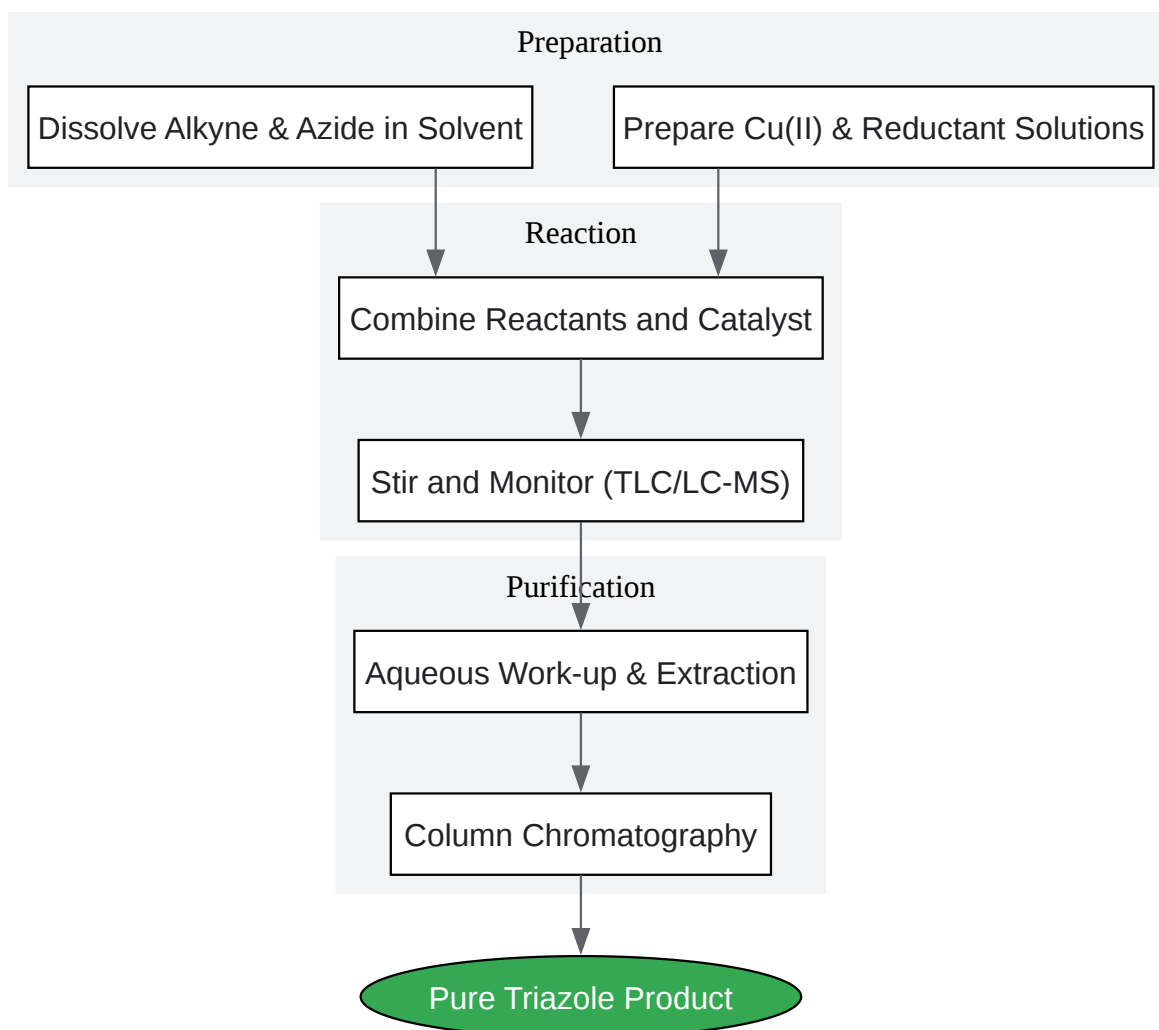 Preparation
Dissolve Alkyne & Azide in Solvent
Prepare Cu(II) & Reductant Solutions
Reaction
Combine Reactants and Catalyst
Stir and Monitor (TLC/LC-MS)
Purification
Aqueous Work-up & Extraction
Column Chromatography
Pure Triazole Product